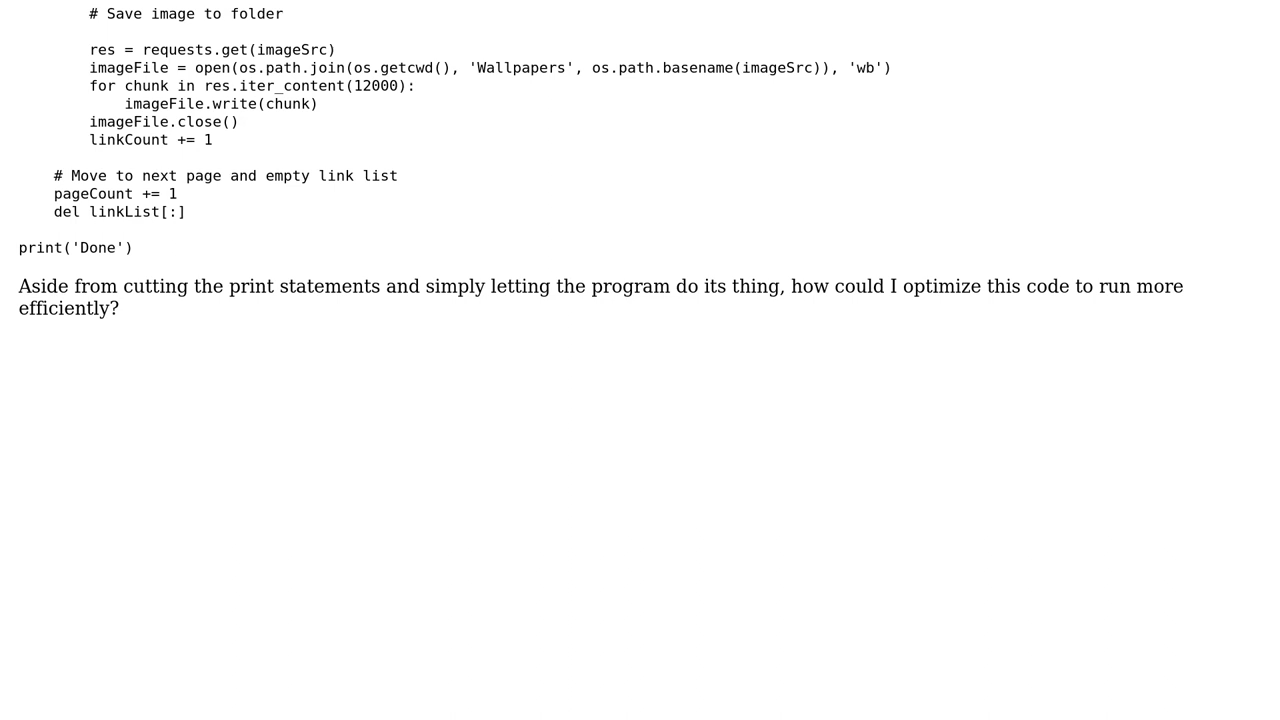 # Save image to folder
res = requests.get(imageSrc)
imageFile = open(os.path.join(os.getcwd(), 'Wallpapers', os.path.basename(imageSrc)), 'wb')
for chunk in res.iter_content(12000):
imageFile.write(chunk)
imageFile.close()
linkCount += 1
# Move to next page and empty link list
pageCount += 1
del linkList[:]
print('Done')
Aside from cutting the print statements and simply letting the program do its thing, how could I optimize this code to run more
efficiently?